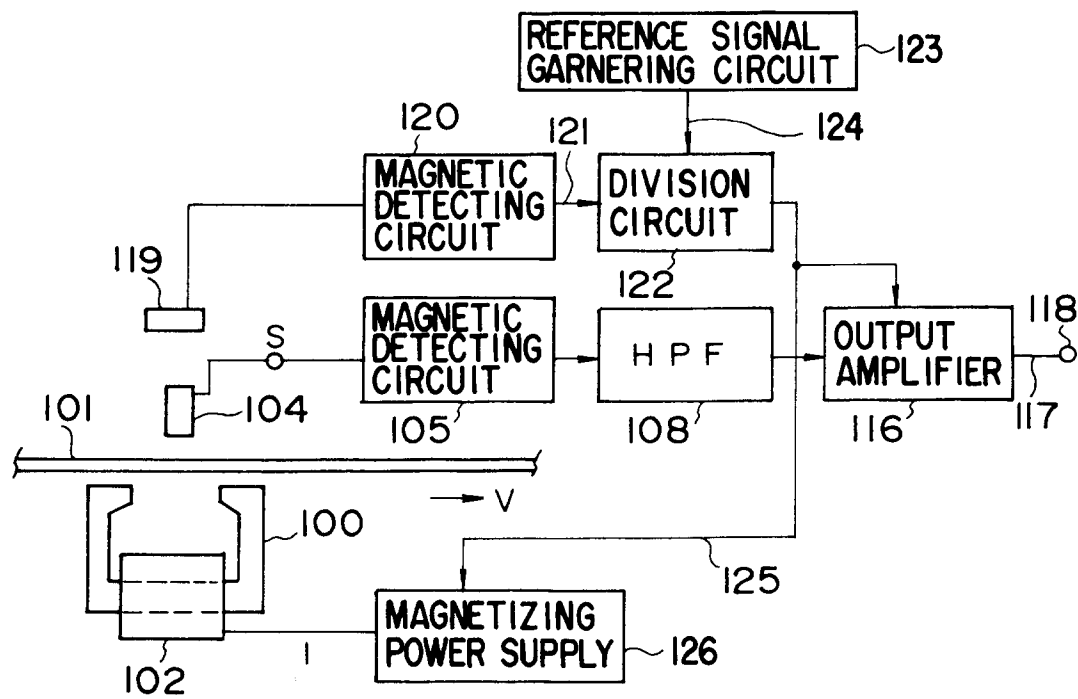 REFERENCE SIGNAL
GARNERING CIRCUIT
123
124
120
121
MAGNETIC
DETECTING
CIRCUIT
DIVISION
CIRCUIT
122
119
S
MAGNETIC
DETECTING
CIRCUIT
105
H P F
108
OUTPUT
AMPLIFIER
116
117
118
104
101
V
100
102
I
125
MAGNETIZING
POWER SUPPLY
126